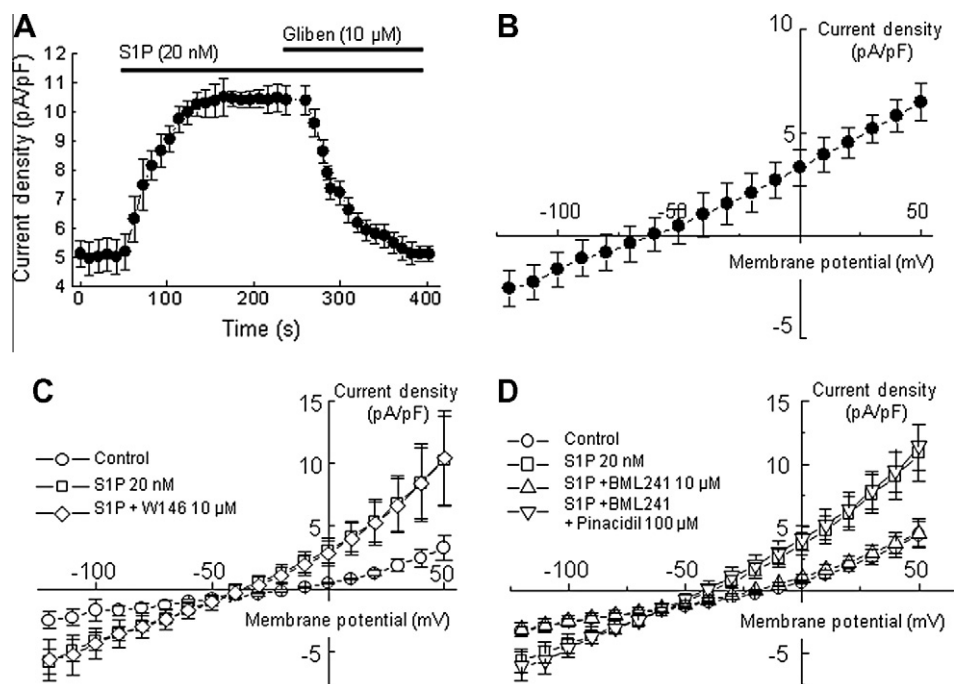 A
Gliben (10 µM)
S1P (20 nM)
Current density (pA/pF)
12
11
10
9
8
7
6
5
4
0
100
200
300
400
Time (s)
B
Current density
(pA/pF)
10
5
-5
-100
-50
50
Membrane potential (mV)
C
Current density
(pA/pF)
15
10
5
-5
-100
-50
50
Control
S1P 20 nM
S1P + W146 10 µM
Membrane potential (mV)
D
Current density
(pA/pF)
15
10
5
-5
-100
-50
50
Control
S1P 20 nM
S1P +BML241 10 µM
S1P +BML241
+ Pinacidil 100 µM
Membrane potential (mV)